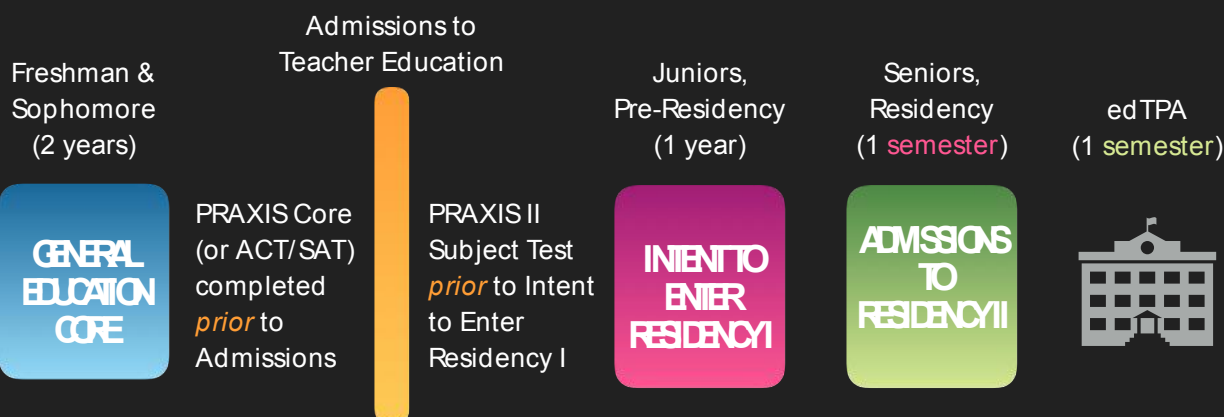 Freshman &
Sophomore
(2 years)
GENERAL
EDUCATION
CORE
PRAXIS Core
(or ACT/SAT)
completed
prior to
Admissions
Admissions to
Teacher Education
PRAXIS II
Subject Test
prior to Intent
to Enter
Residency I
Juniors,
Pre-Residency
(1 year)
INTENT TO
ENTER
RESIDENCY I
Seniors,
Residency
(1 semester)
ADMISSIONS
TO
RESIDENCY II
edTPA
(1 semester)